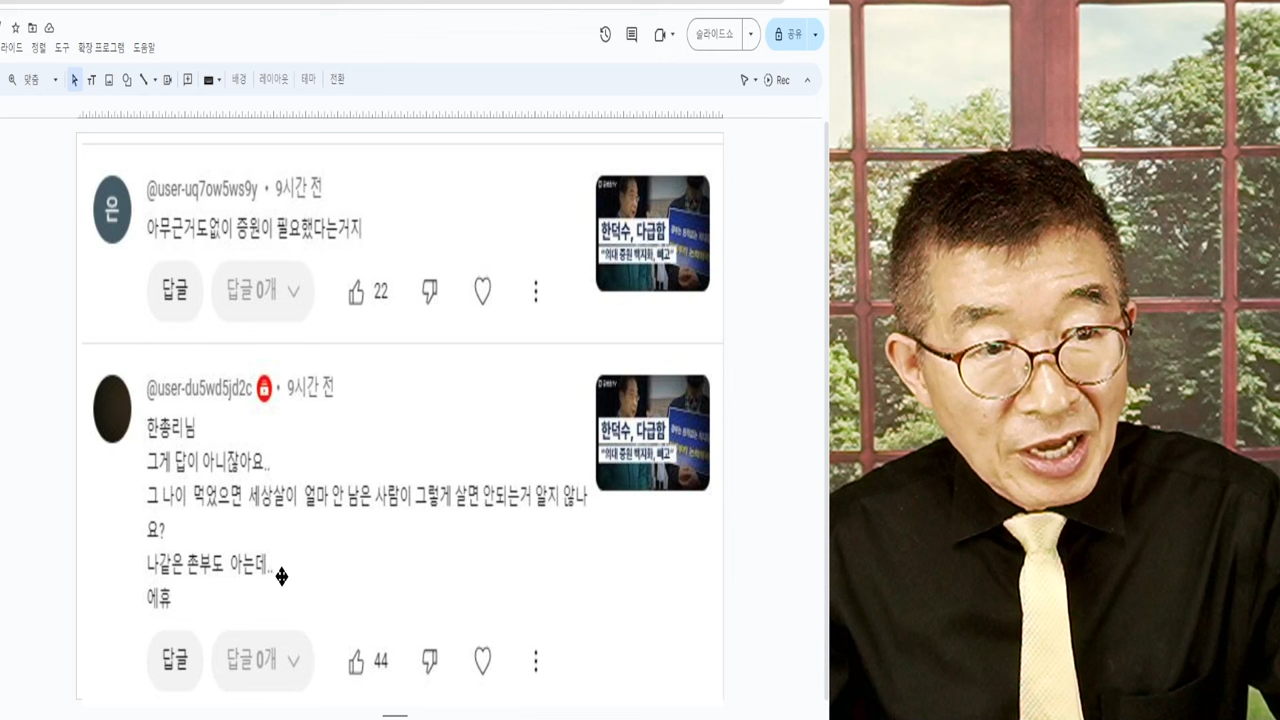 라이드 정렬 도구 확장 프로그램 도움말
슬라이드쇼
공유
맞춤
배경 레이아웃 테마 전환
Rec
은
@user-uq7ow5ws9y • 9시간 전
아무근거도없이 증원이 필요했다는거지
답글 답글 0개 22
한덕수, 다급함
"의대 증원 백지화, 빼고"
@user-du5wd5jd2c • 9시간 전
한총리님
그게 답이 아니잖아요..
그 나이 먹었으면 세상살이 얼마 안 남은 사람이 그렇게 살면 안되는거 알지 않나
요?
나같은 촌부도 아는데..
에휴
답글 답글 0개 44
한덕수, 다급함
"의대 증원 백지화, 빼고"